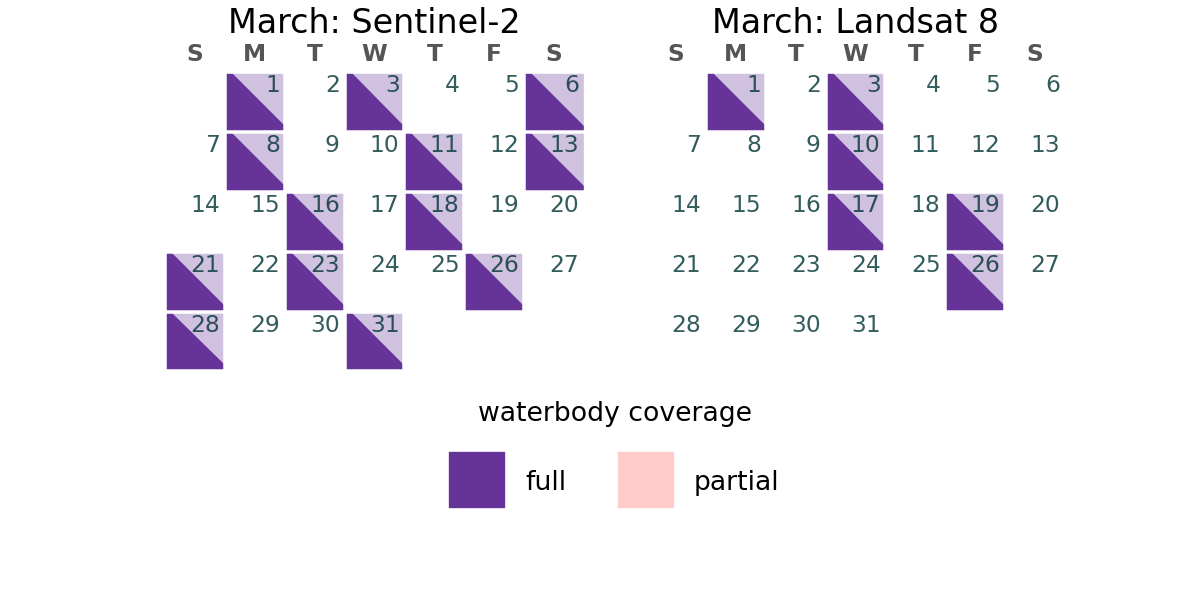 March: Sentinel-2
S M T W T F S
1 2 3 4 5 6
7 8 9 10 11 12 13
14 15 16 17 18 19 20
21 22 23 24 25 26 27
28 29 30 31
March: Landsat 8
S M T W T F S
1 2 3 4 5 6
7 8 9 10 11 12 13
14 15 16 17 18 19 20
21 22 23 24 25 26 27
28 29 30 31
waterbody coverage
full partial